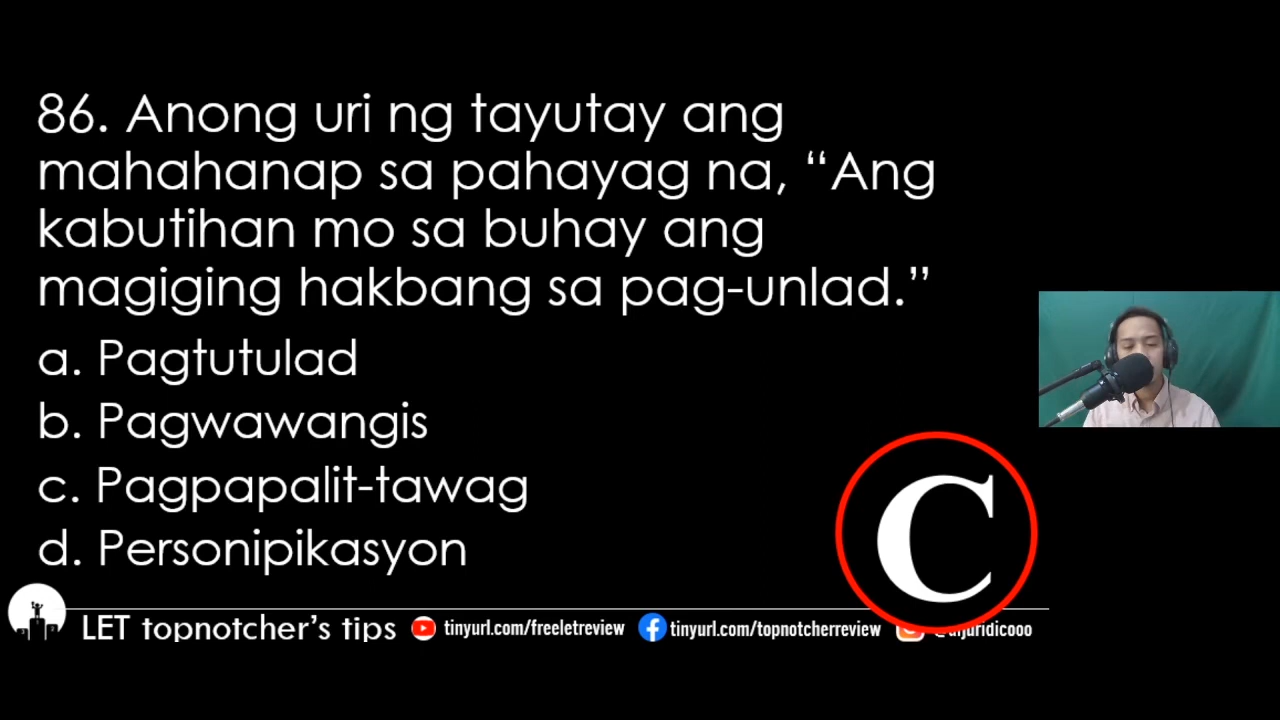 86. Anong uri ng tayutay ang
mahahanap sa pahayag na, “Ang
kabutihan mo sa buhay ang
magiging hakbang sa pag-unlad.”
a. Pagtutulad
b. Pagwawangis
c. Pagpapalit-tawag
d. Personipikasyon
C
LET topnotcher’s tips tinyurl.com/freeletreview tinyurl.com/topnotcherreview